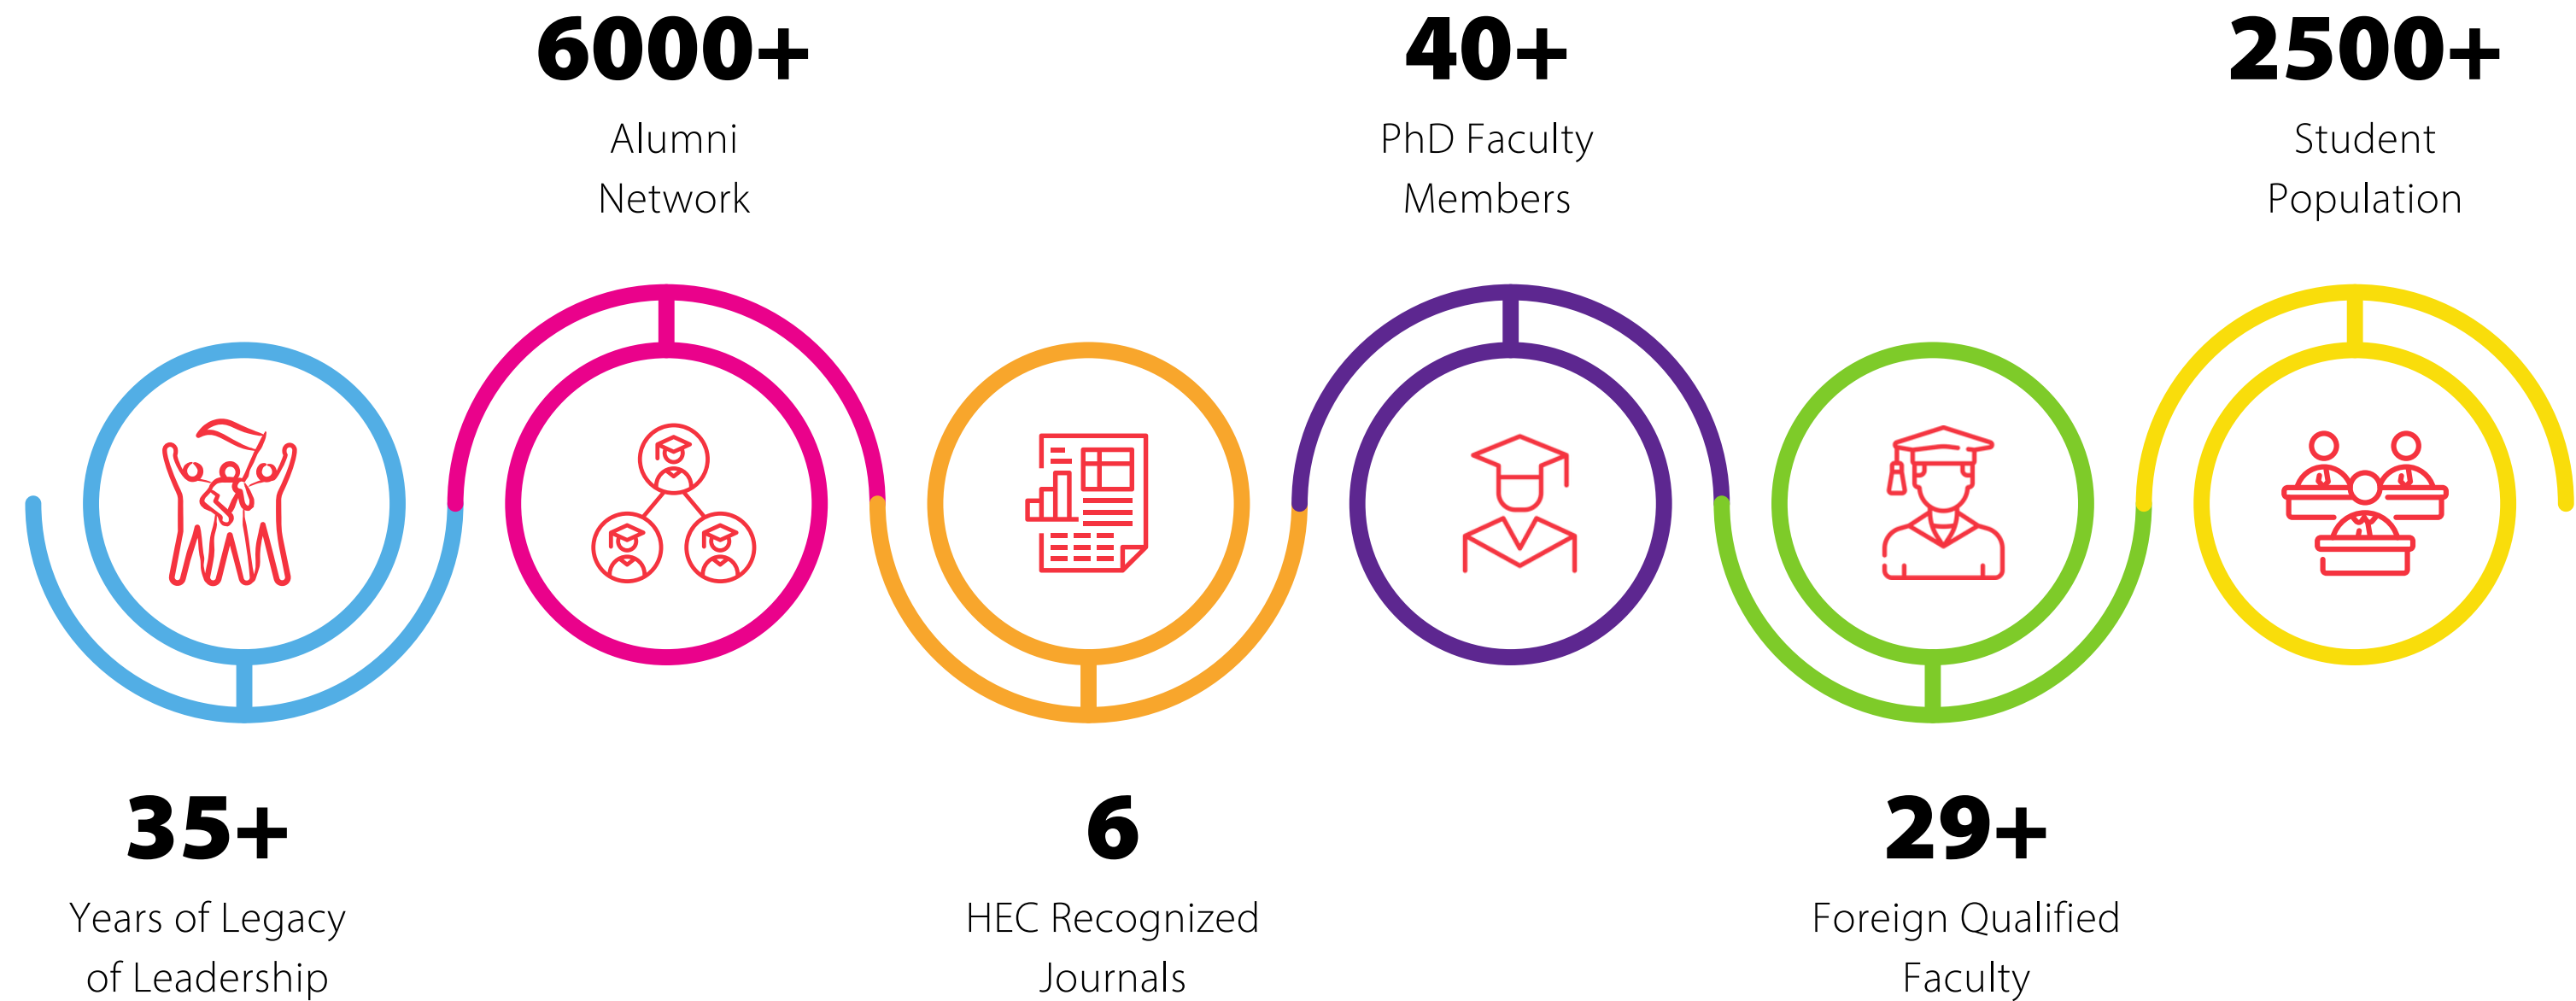 6000+
Alumni
Network
40+
PhD Faculty
Members
2500+
Student
Population
35+
Years of Legacy
of Leadership
6
HEC Recognized
Journals
29+
Foreign Qualified
Faculty